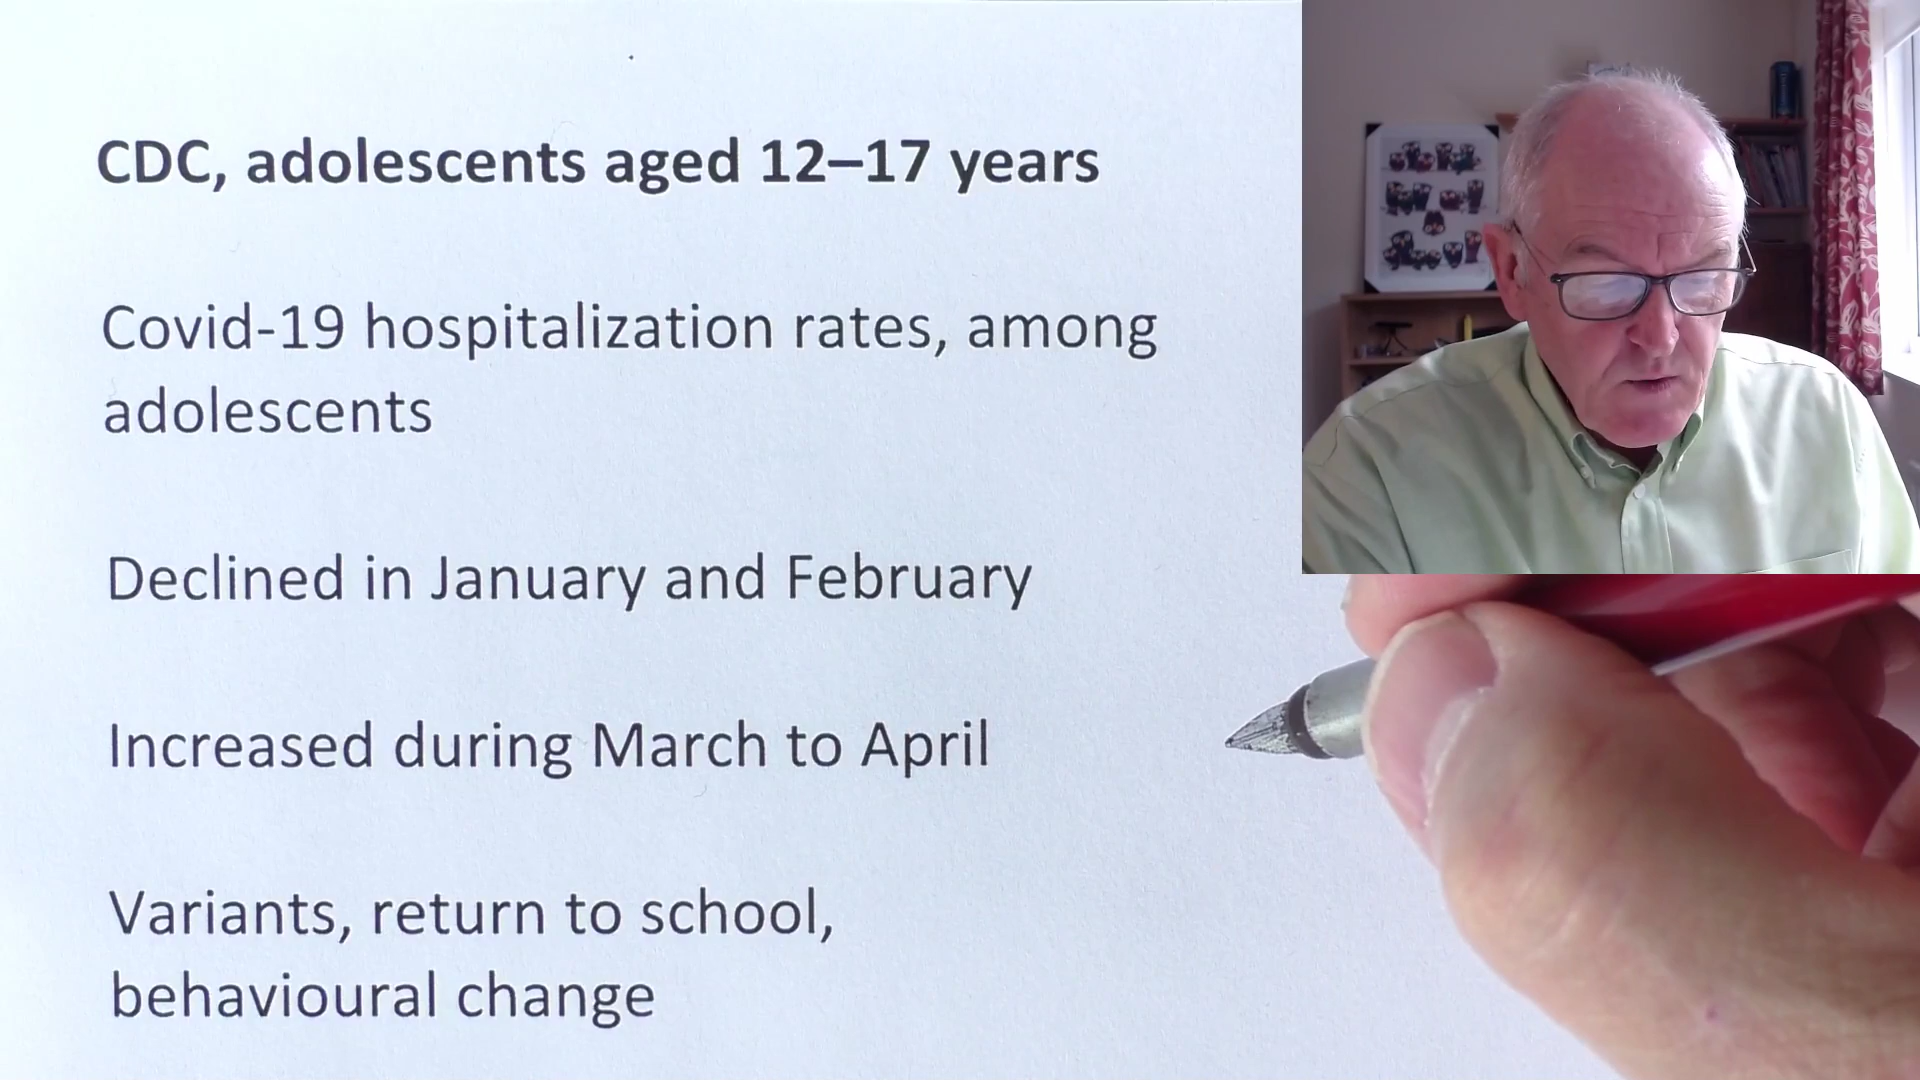 CDC, adolescents aged 12–17 years
Covid-19 hospitalization rates, among
adolescents
Declined in January and February
Increased during March to April
Variants, return to school,
behavioural change